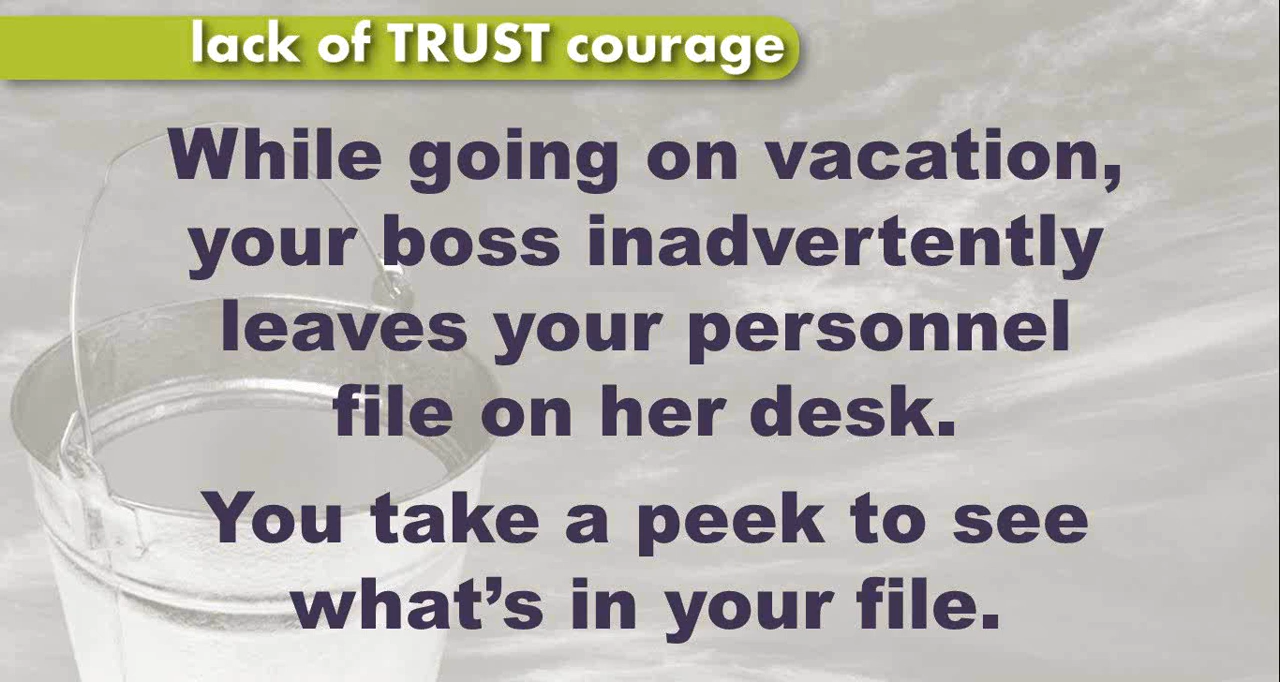 lack of TRUST courage
While going on vacation,
your boss inadvertently
leaves your personnel
file on her desk.
You take a peek to see
what’s in your file.